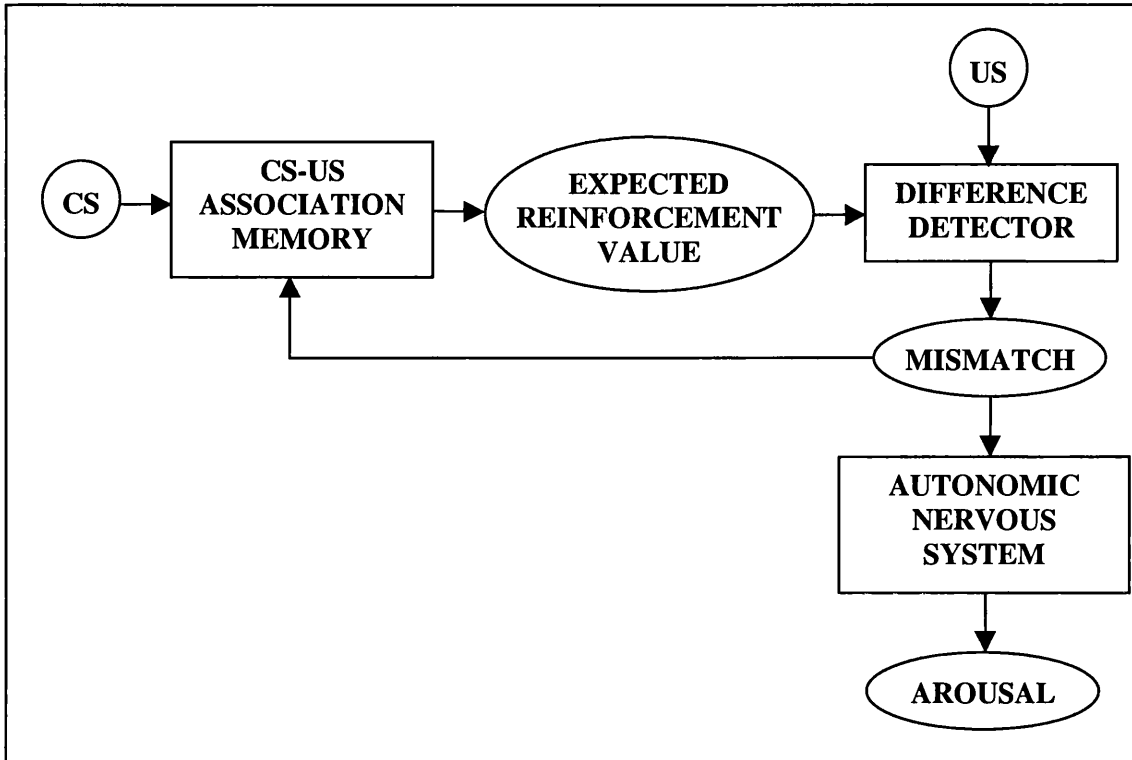 US
CS
CS-US
ASSOCIATION
MEMORY
EXPECTED
REINFORCEMENT
VALUE
DIFFERENCE
DETECTOR
MISMATCH
AUTONOMIC
NERVOUS
SYSTEM
AROUSAL